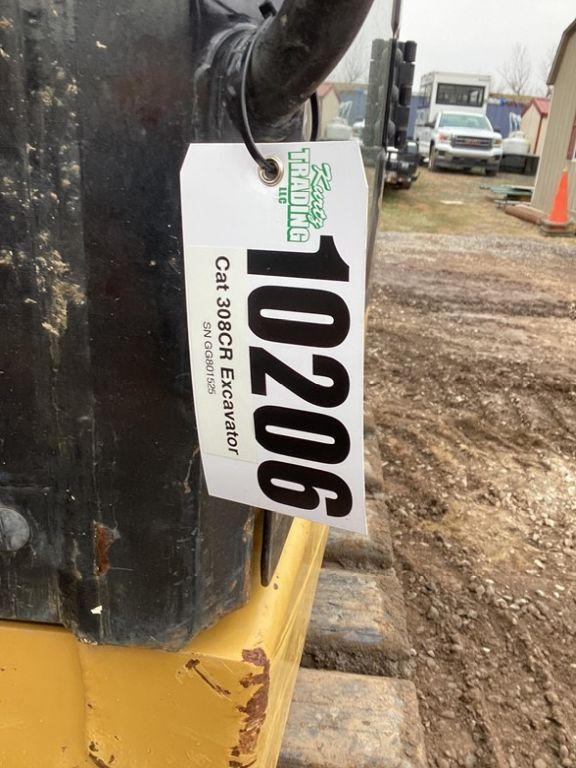 Kurtz
TRADING
LLC
10206
Cat 308CR Excavator
SN GG801525